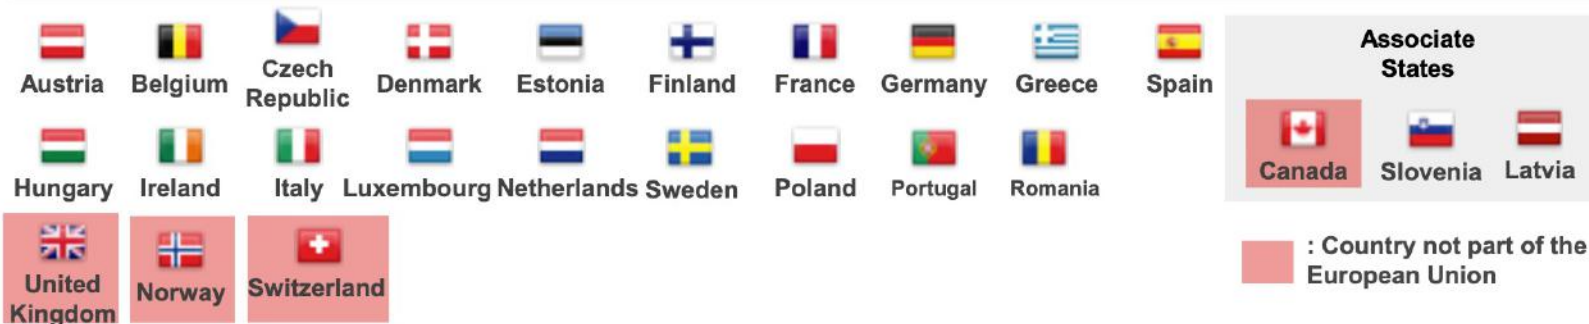 Austria
Belgium
Czech
Republic
Denmark
Estonia
Finland
France
Germany
Greece
Spain
Hungary
Ireland
Italy
Luxembourg
Netherlands
Sweden
Poland
Portugal
Romania
United
Kingdom
Norway
Switzerland
Associate
States
Canada
Slovenia
Latvia
: Country not part of the
European Union